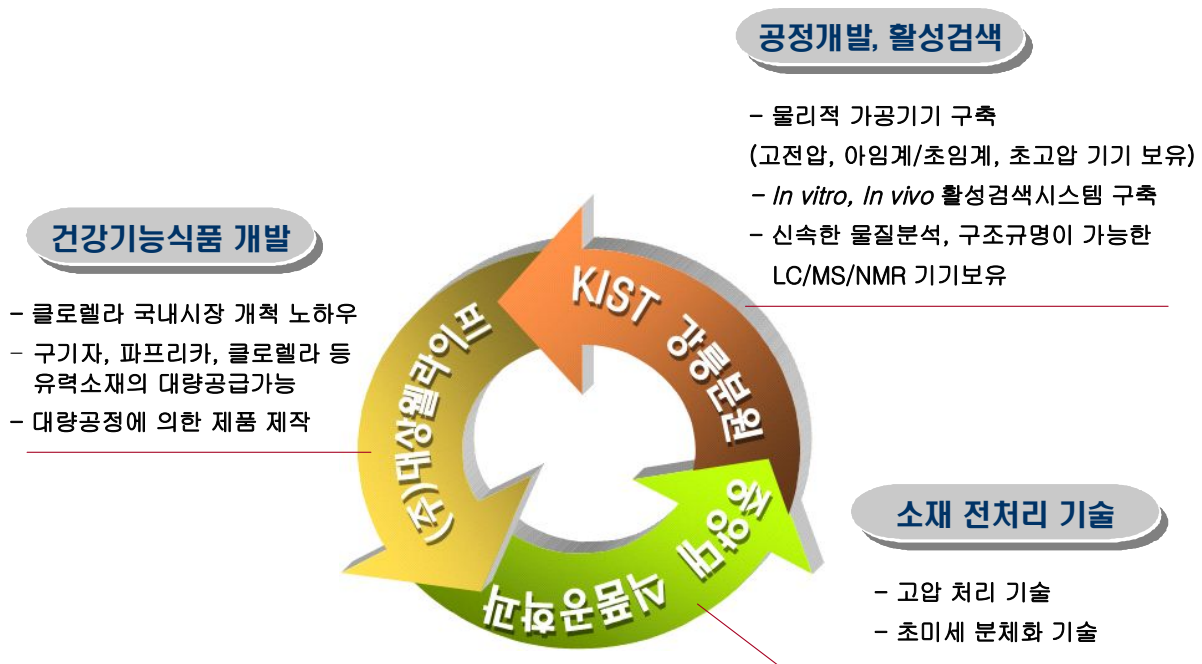 공정개발, 활성검색
- 물리적 가공기기 구축
(고전압, 아임계/초임계, 초고압 기기 보유)
- In vitro, In vivo 활성검색시스템 구축
- 신속한 물질분석, 구조규명이 가능한
LC/MS/NMR 기기보유
건강기능식품 개발
- 클로렐라 국내시장 개척 노하우
- 구기자, 파프리카, 클로렐라 등
유력소재의 대량공급가능
- 대량공정에 의한 제품 제작
KIST 강릉분원
(주)대상웰라이프
중앙대 식품공학과
소재 전처리 기술
- 고압 처리 기술
- 초미세 분체화 기술